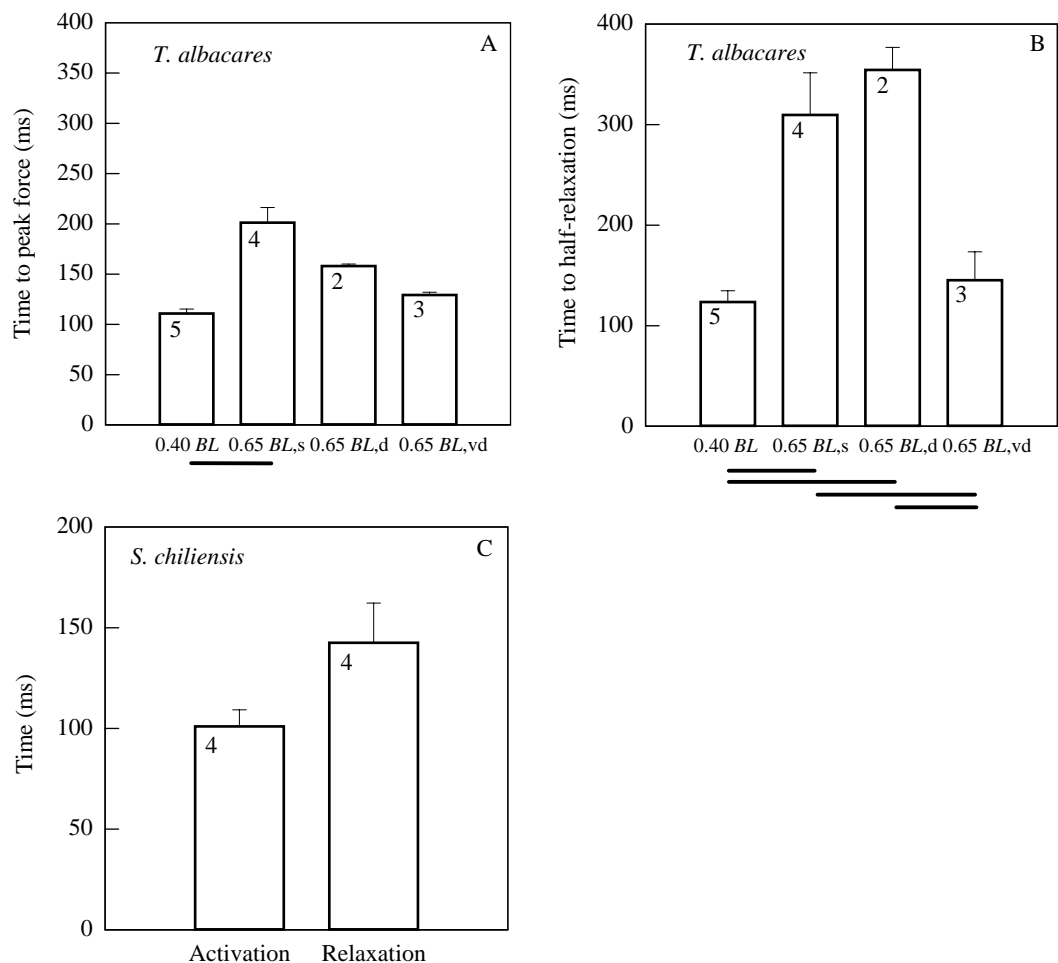 A
T. albacares
Time to peak force (ms)
400
350
300
250
200
150
100
50
0
5
4
2
3
0.40 BL
0.65 BL,s
0.65 BL,d
0.65 BL,vd
B
T. albacares
Time to half-relaxation (ms)
400
300
200
100
0
5
4
2
3
0.40 BL
0.65 BL,s
0.65 BL,d
0.65 BL,vd
C
S. chiliensis
Time (ms)
200
150
100
50
0
4
4
Activation
Relaxation